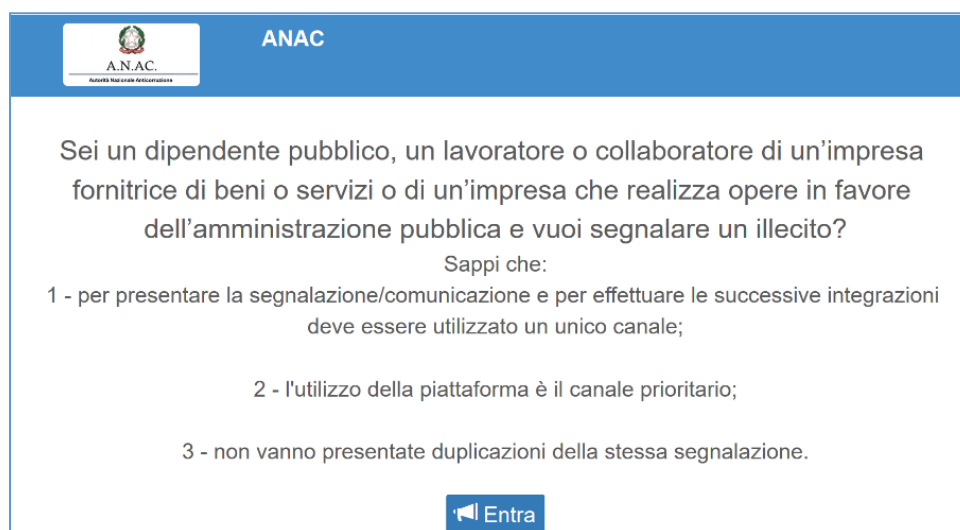 A.N.AC.
Autorità Nazionale Anticorruzione
ANAC
Sei un dipendente pubblico, un lavoratore o collaboratore di un'impresa
fornitrice di beni o servizi o di un'impresa che realizza opere in favore
dell'amministrazione pubblica e vuoi segnalare un illecito?
Sappi che:
1 - per presentare la segnalazione/comunicazione e per effettuare le successive integrazioni
deve essere utilizzato un unico canale;
2 - l'utilizzo della piattaforma è il canale prioritario;
3 - non vanno presentate duplicazioni della stessa segnalazione.
Entra